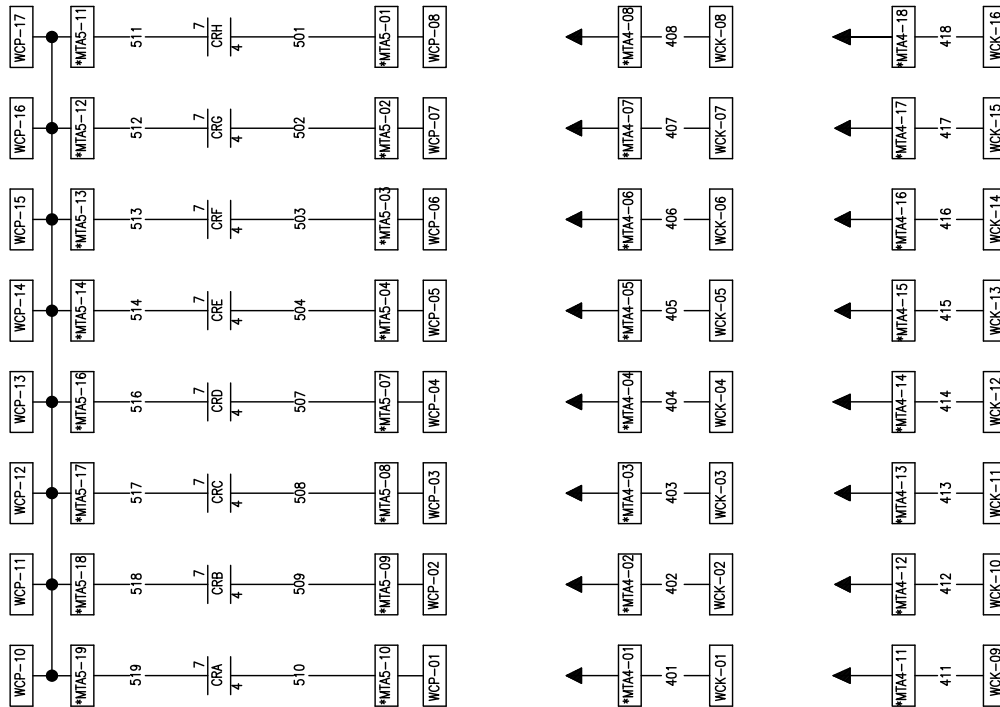 WCP-17 *MTA5-11 511 7 CRH 4 501 *MTA5-01 WCP-08
WCP-16 *MTA5-12 512 7 CRG 4 502 *MTA5-02 WCP-07
WCP-15 *MTA5-13 513 7 CRF 4 503 *MTA5-03 WCP-06
WCP-14 *MTA5-14 514 7 CRE 4 504 *MTA5-04 WCP-05
WCP-13 *MTA5-16 516 7 CRD 4 507 *MTA5-07 WCP-04
WCP-12 *MTA5-17 517 7 CRC 4 508 *MTA5-08 WCP-03
WCP-11 *MTA5-18 518 7 CRB 4 509 *MTA5-09 WCP-02
WCP-10 *MTA5-19 519 7 CRA 4 510 *MTA5-10 WCP-01
*MTA4-08 408 WCK-08
*MTA4-07 407 WCK-07
*MTA4-06 406 WCK-06
*MTA4-05 405 WCK-05
*MTA4-04 404 WCK-04
*MTA4-03 403 WCK-03
*MTA4-02 402 WCK-02
*MTA4-01 401 WCK-01
*MTA4-18 418 WCK-16
*MTA4-17 417 WCK-15
*MTA4-16 416 WCK-14
*MTA4-15 415 WCK-13
*MTA4-14 414 WCK-12
*MTA4-13 413 WCK-11
*MTA4-12 412 WCK-10
*MTA4-11 411 WCK-09